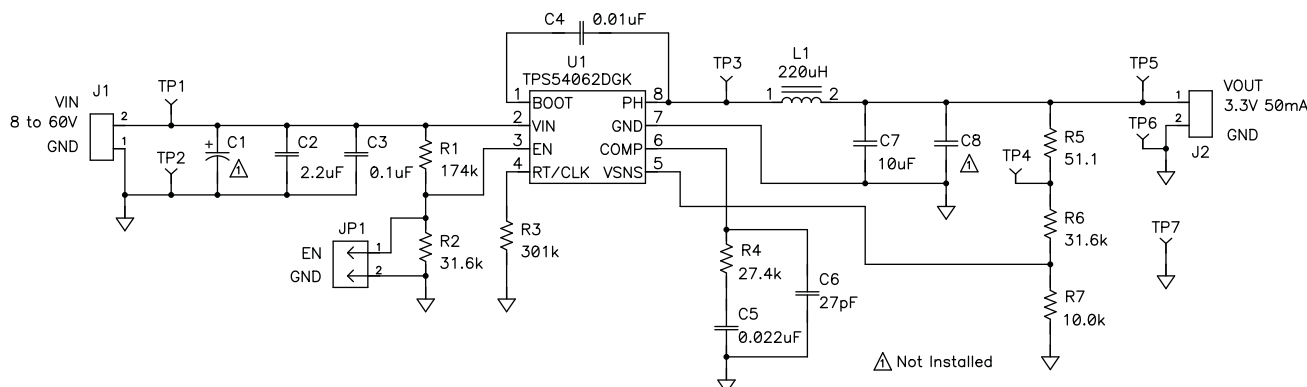 C4 0.01uF
U1
TPS54062DGK
1 BOOT PH 8
2 VIN GND 7
3 EN COMP 6
4 RT/CLK VSNS 5
J1
VIN
8 to 60V
GND
2
1
TP1
TP2
C1
+
1
C2
2.2uF
C3
0.1uF
R1
174k
JP1
EN
GND
1
2
R2
31.6k
R3
301k
TP3
L1
220uH
1 2
C7
10uF
C8
1
TP4
R5
51.1
R6
31.6k
R7
10.0k
R4
27.4k
C5
0.022uF
C6
27pF
TP5
TP6
TP7
1
2
VOUT
3.3V 50mA
GND
J2
1 Not Installed